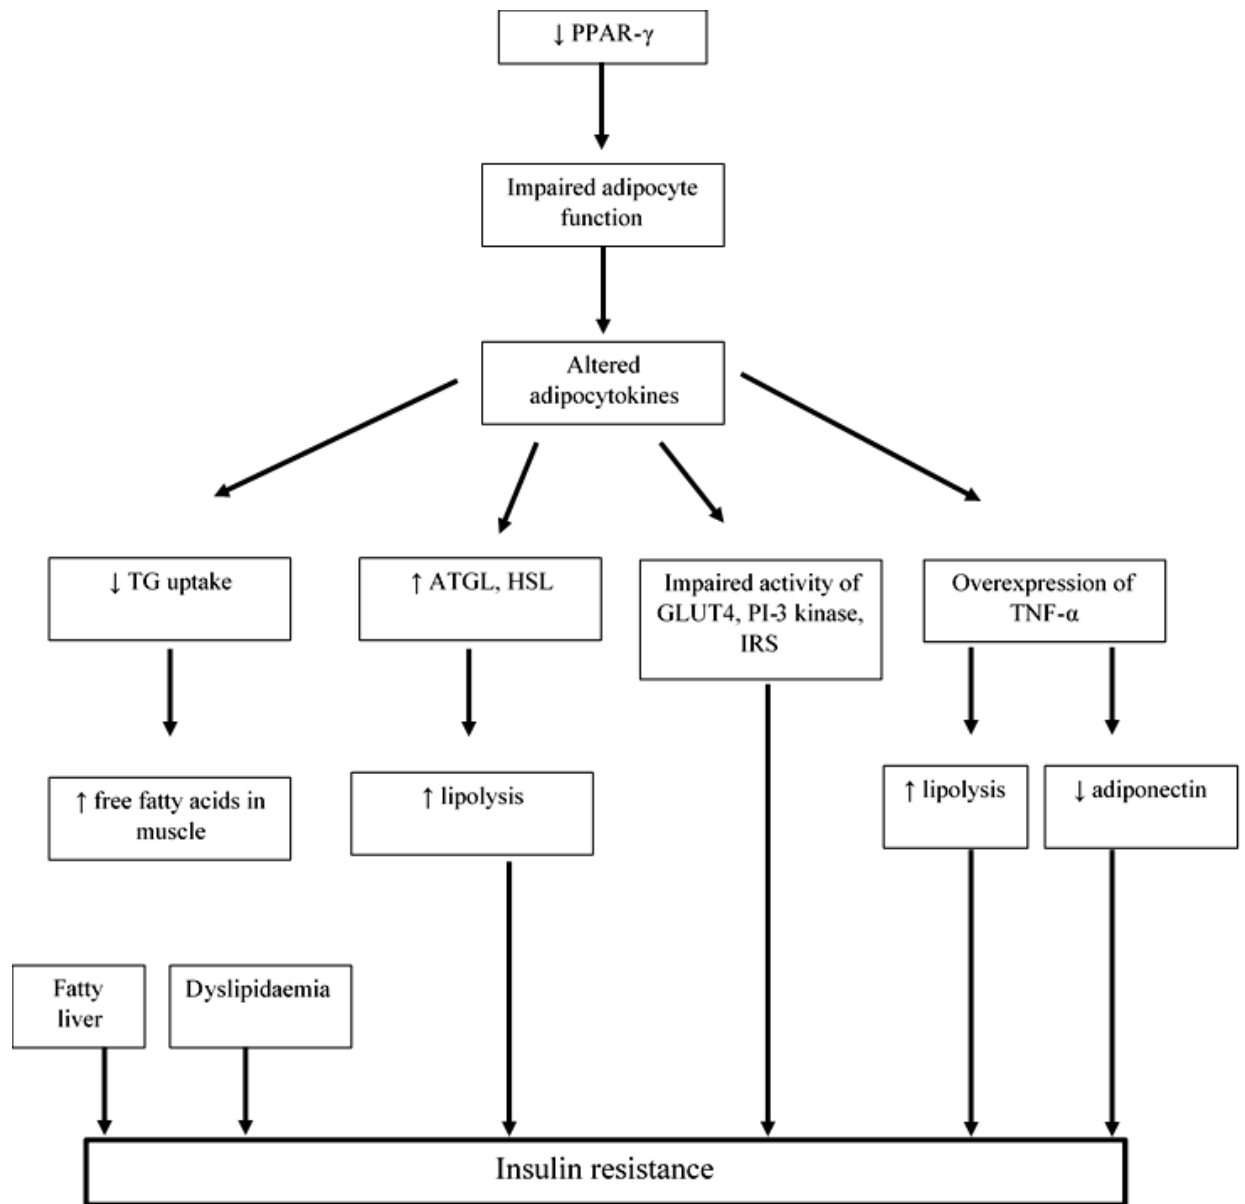 ↓ PPAR-γ
Impaired adipocyte
function
Altered
adipocytokines
↓ TG uptake
↑ ATGL, HSL
Impaired activity of
GLUT4, PI-3 kinase,
IRS
Overexpression of
TNF-α
↑ free fatty acids in
muscle
↑ lipolysis
↑ lipolysis
↓ adiponectin
Fatty
liver
Dyslipidaemia
Insulin resistance